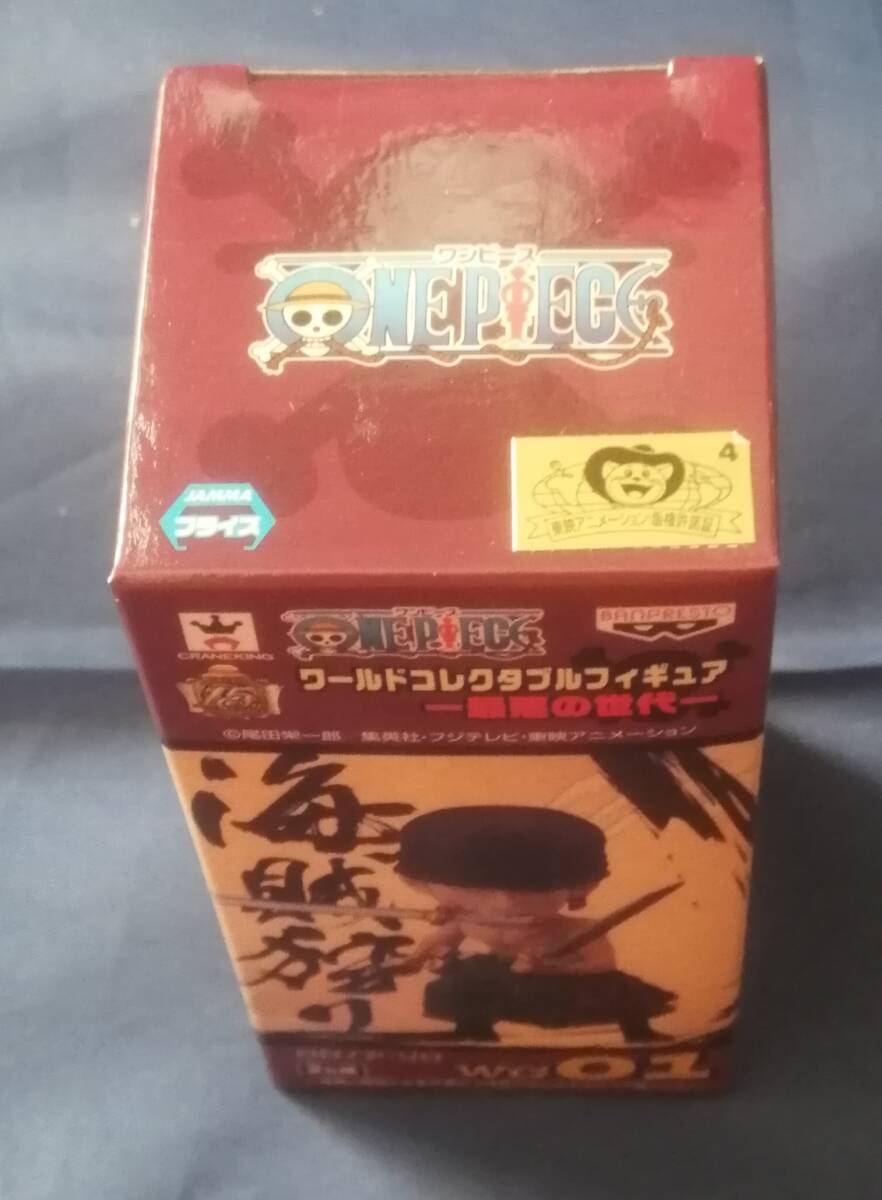 ワンピース
ONE PIECE
4
JAMMA
プライズ
東映アニメーション版権許諾証
CRANEKING
ワンピース
ONE PIECE
BANPRESTO
ワールドコレクタブルフィギュア
ー最悪の世代ー
©尾田栄一郎 集英社・フジテレビ・東映アニメーション
海賊狩り
WG 01